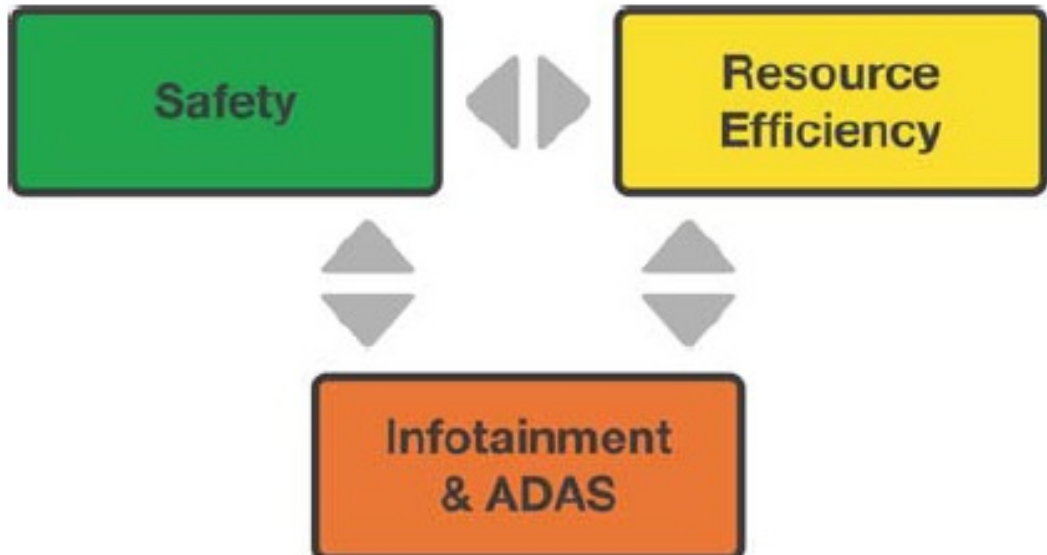 Safety
Resource
Efficiency
Infotainment
& ADAS